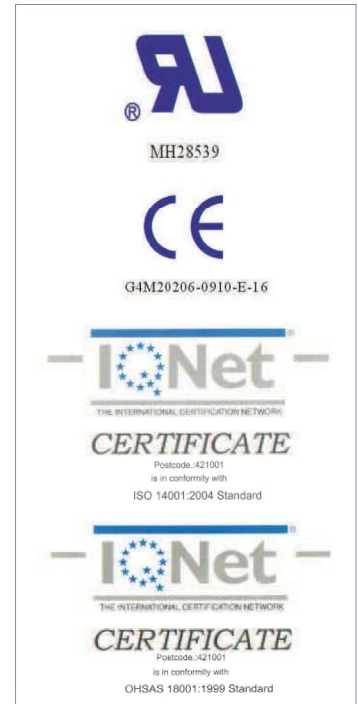 ®
MH28539
CE
G4M20206-0910-E-16
®
IQNet
THE INTERNATIONAL CERTIFICATION NETWORK
CERTIFICATE
Postcode.:421001
is in conformity with
ISO 14001:2004 Standard
®
IQNet
THE INTERNATIONAL CERTIFICATION NETWORK
CERTIFICATE
Postcode.:421001
is in conformity with
OHSAS 18001:1999 Standard